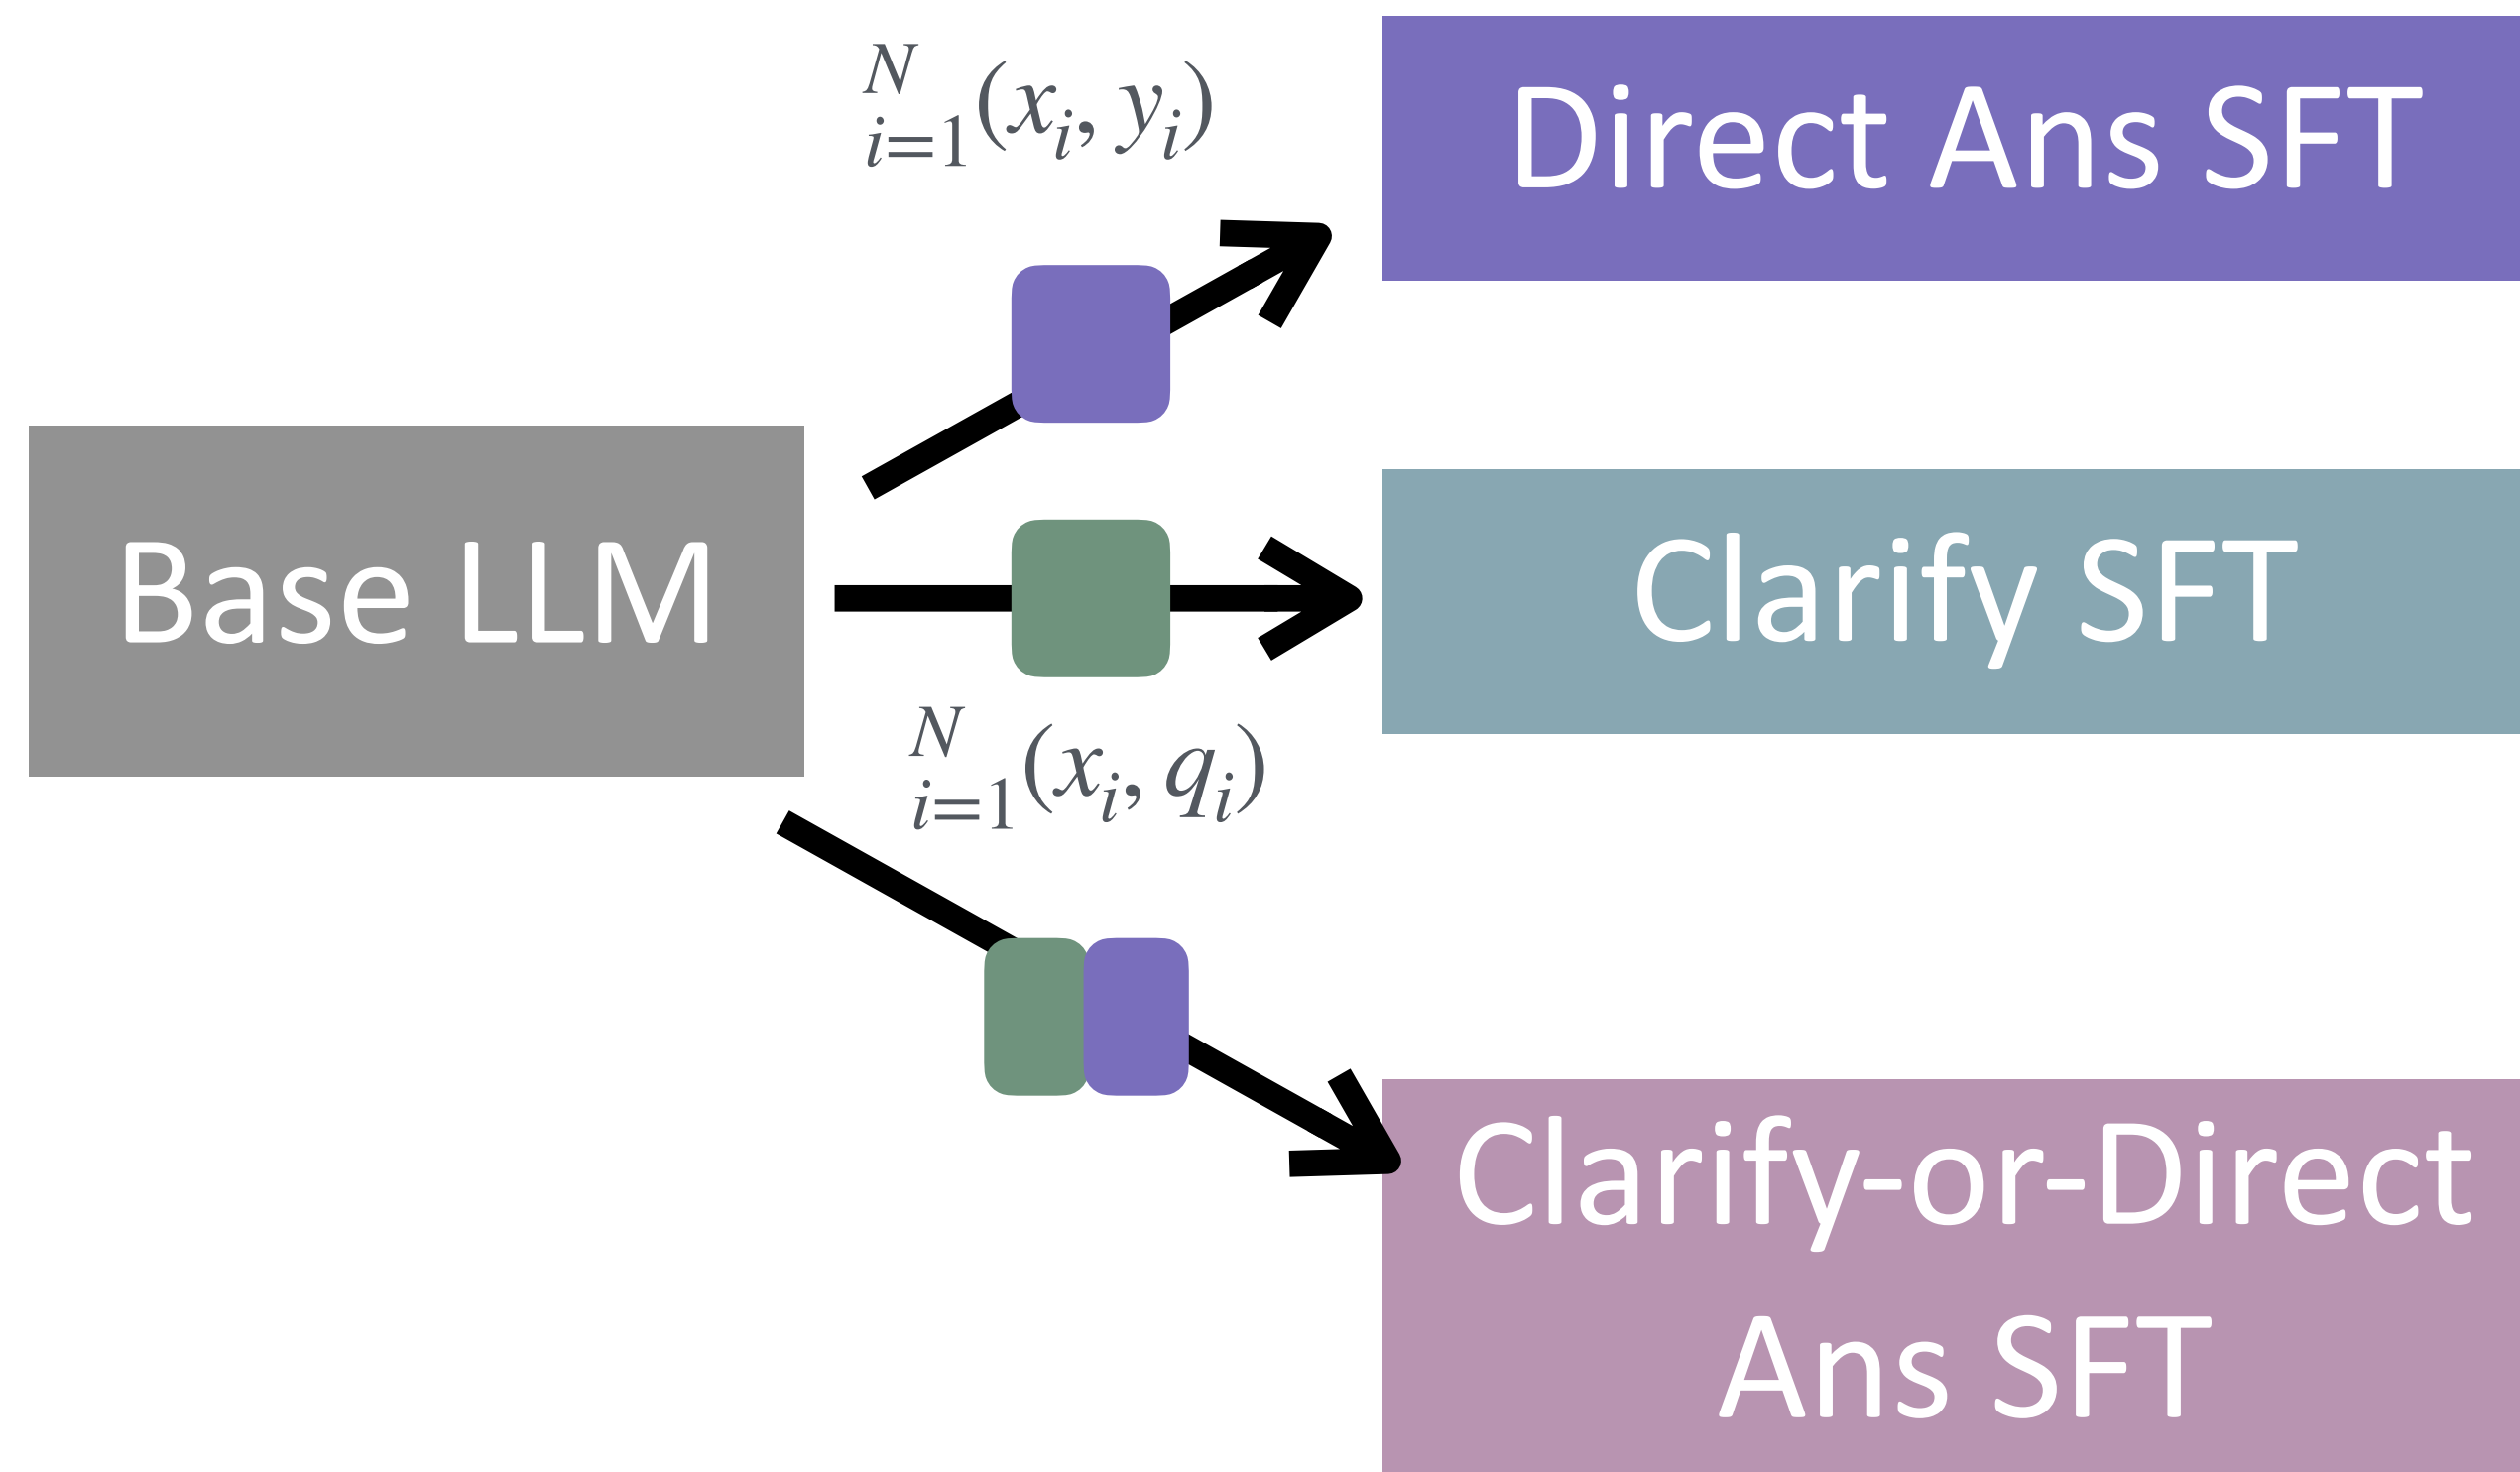 N
i=1(xi, yi)
Direct Ans SFT
Base LLM
Clarify SFT
N
i=1(xi, qi)
Clarify-or-Direct
Ans SFT